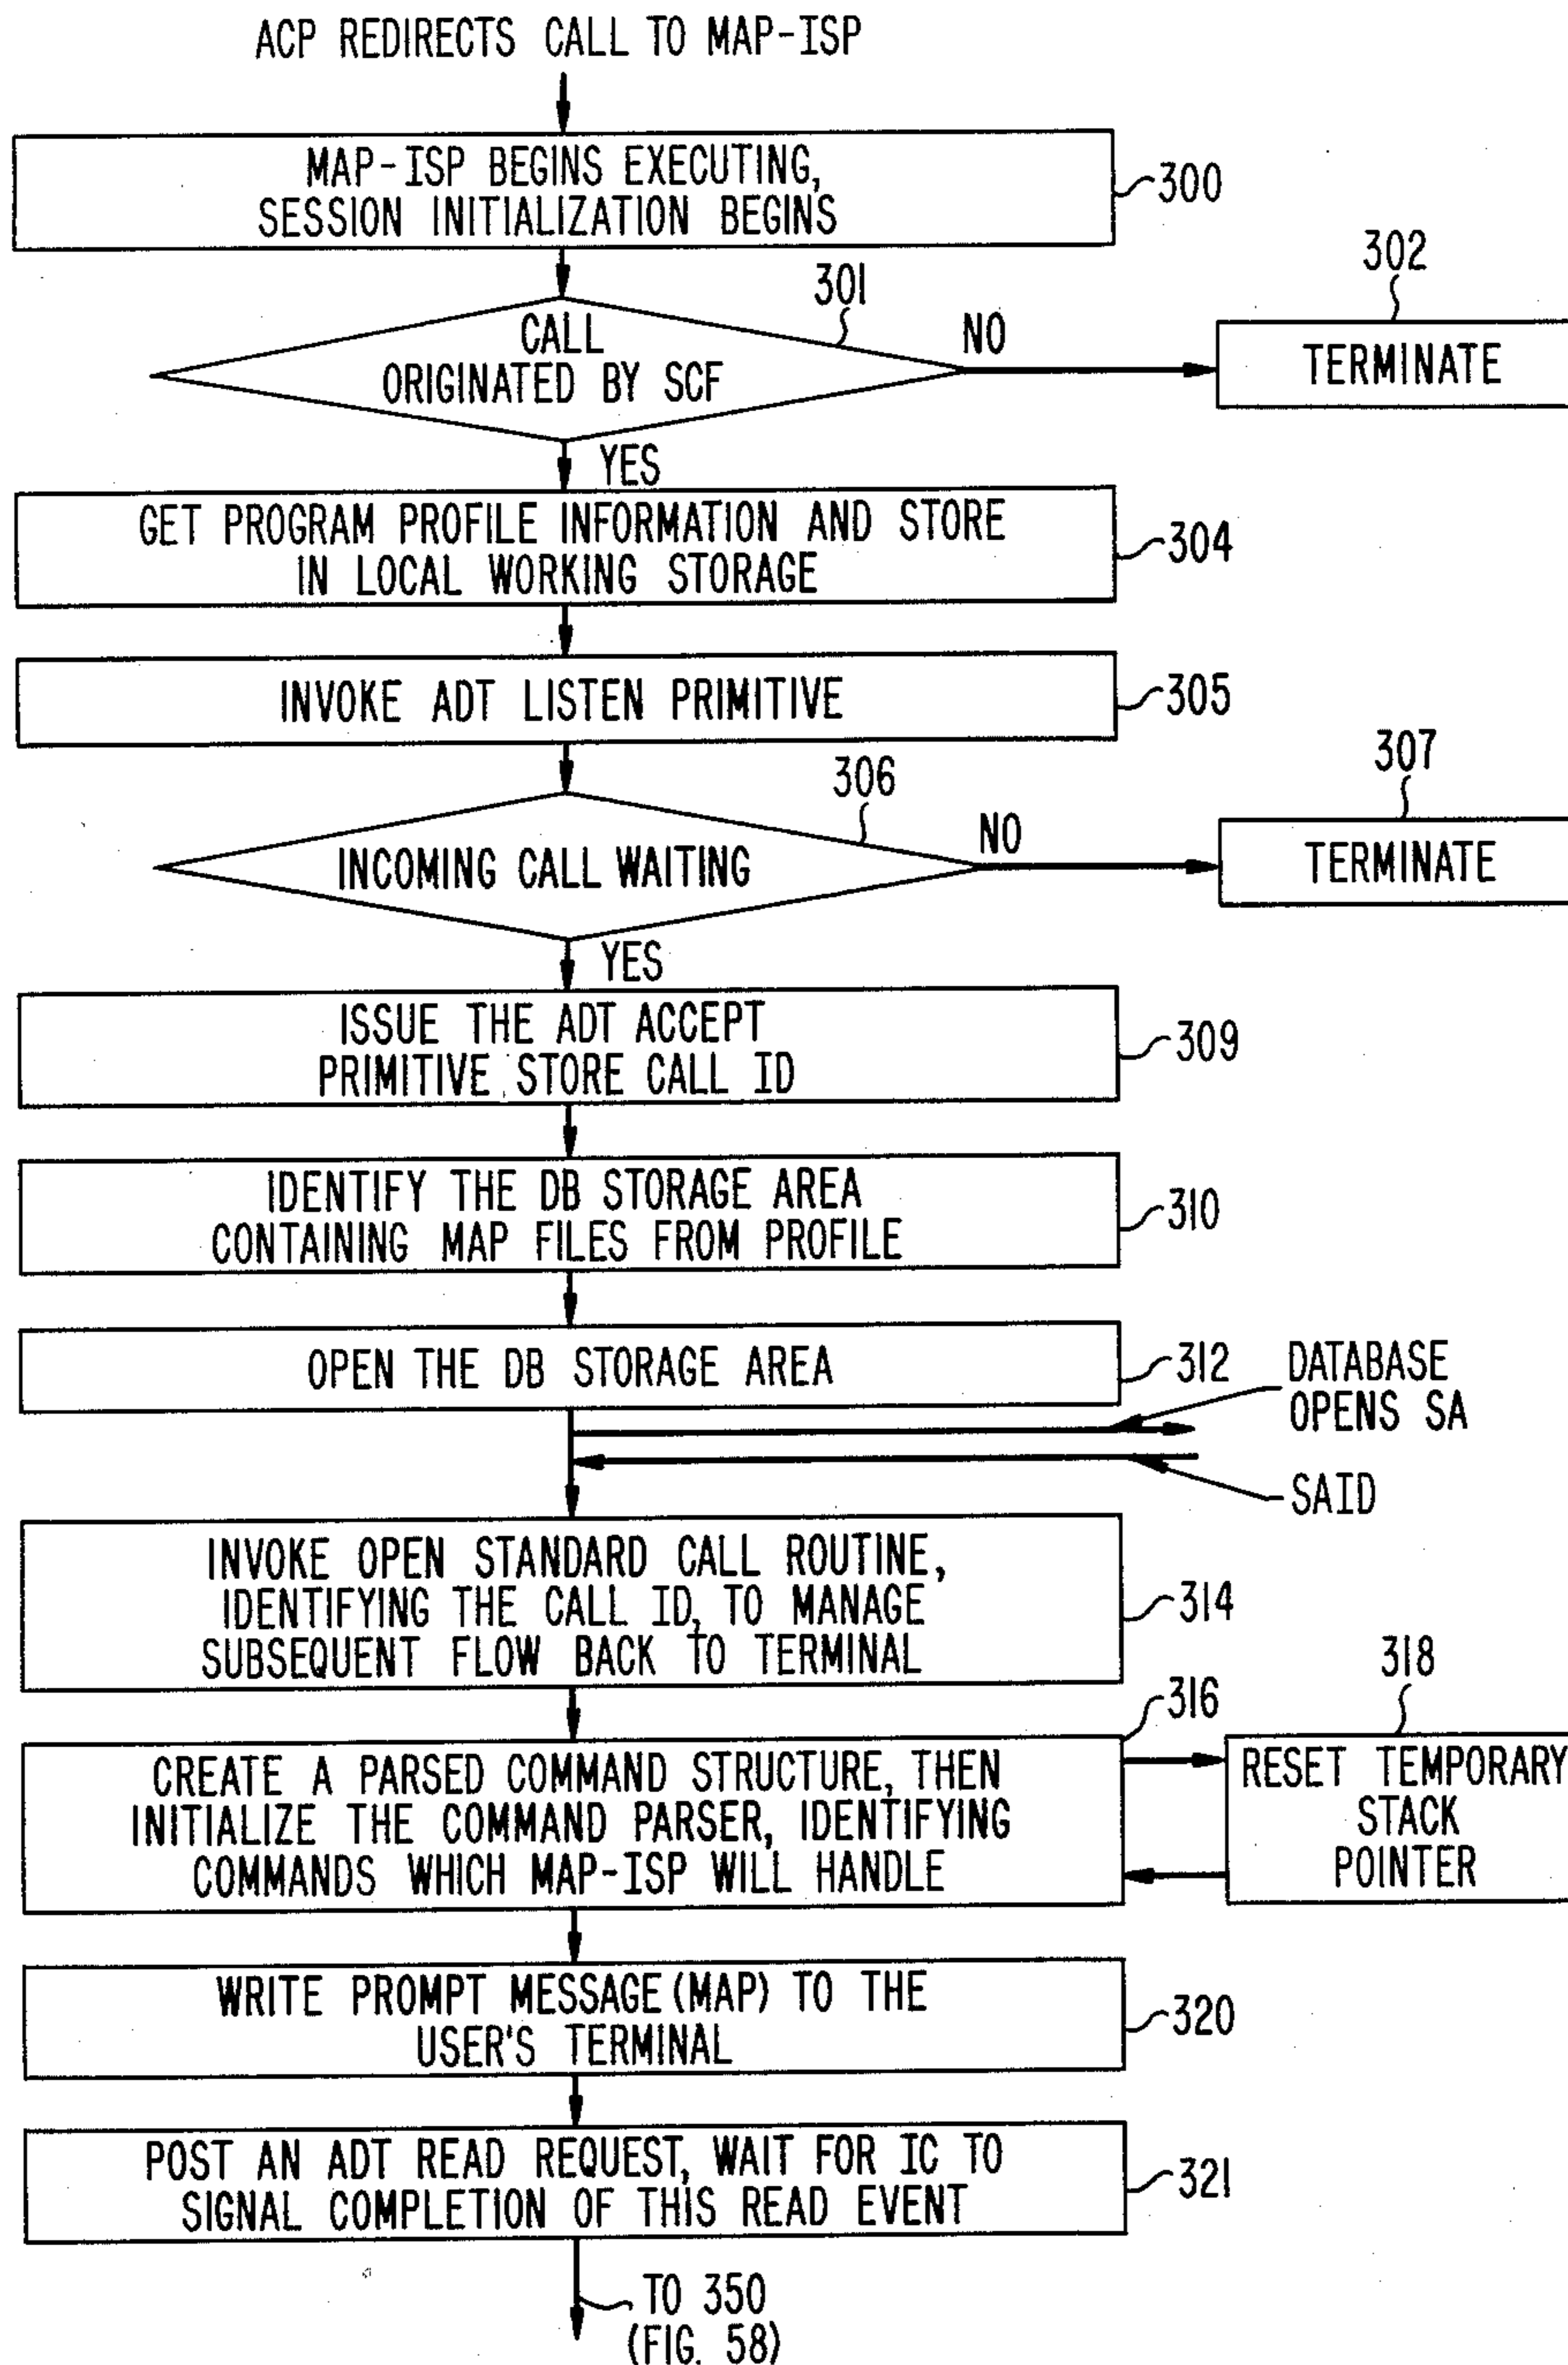 ACP REDIRECTS CALL TO MAP-ISP
MAP-ISP BEGINS EXECUTING,
SESSION INITIALIZATION BEGINS
300
301
CALL
ORIGINATED BY SCF
NO
302
TERMINATE
YES
GET PROGRAM PROFILE INFORMATION AND STORE
IN LOCAL WORKING STORAGE
304
INVOKE ADT LISTEN PRIMITIVE
305
306
INCOMING CALL WAITING
NO
307
TERMINATE
YES
ISSUE THE ADT ACCEPT
PRIMITIVE STORE CALL ID
309
IDENTIFY THE DB STORAGE AREA
CONTAINING MAP FILES FROM PROFILE
310
OPEN THE DB STORAGE AREA
312
DATABASE
OPENS SA
SAID
INVOKE OPEN STANDARD CALL ROUTINE,
IDENTIFYING THE CALL ID, TO MANAGE
SUBSEQUENT FLOW BACK TO TERMINAL
314
316
CREATE A PARSED COMMAND STRUCTURE, THEN
INITIALIZE THE COMMAND PARSER, IDENTIFYING
COMMANDS WHICH MAP-ISP WILL HANDLE
318
RESET TEMPORARY
STACK
POINTER
WRITE PROMPT MESSAGE (MAP) TO THE
USER'S TERMINAL
320
POST AN ADT READ REQUEST, WAIT FOR IC TO
SIGNAL COMPLETION OF THIS READ EVENT
321
TO 350
(FIG. 58)